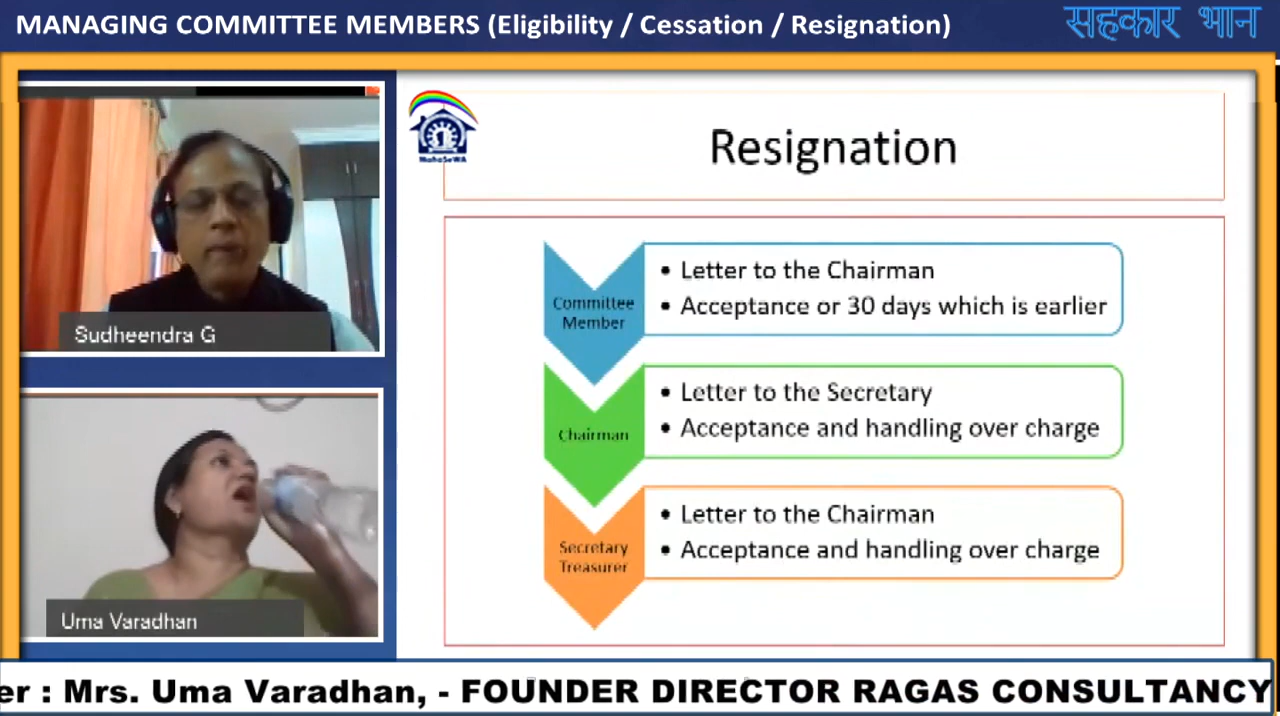 MANAGING COMMITTEE MEMBERS (Eligibility / Cessation / Resignation)
सहकार भान
MahaSeWA
Resignation
Committee
Member
• Letter to the Chairman
• Acceptance or 30 days which is earlier
Chairman
• Letter to the Secretary
• Acceptance and handling over charge
Secretary
Treasurer
• Letter to the Chairman
• Acceptance and handling over charge
Sudheendra G
Uma Varadhan
er : Mrs. Uma Varadhan, - FOUNDER DIRECTOR RAGAS CONSULTANCY